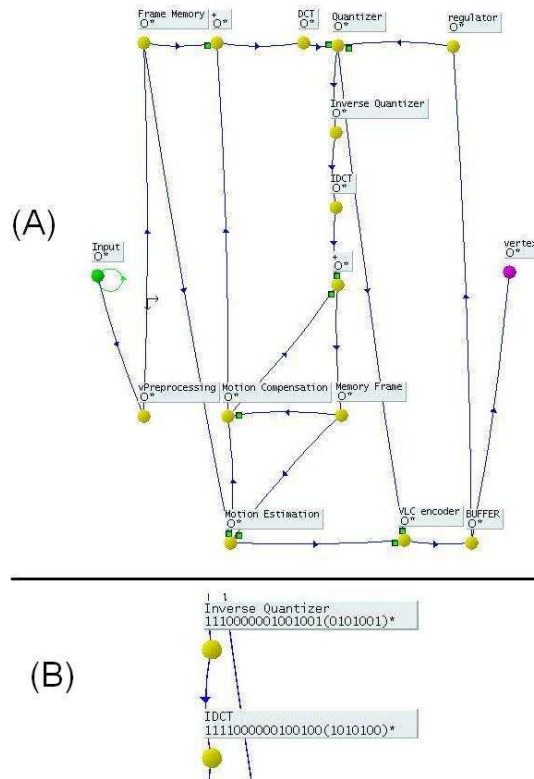 Frame Memory
O*
+
O*
DCT
O*
Quantizer
O*
regulator
O*
Inverse Quantizer
O*
IDCT
O*
(A)
Input
O*
+
O*
vertex
O*
vPreprocessing
O*
Motion Compensation
O*
Memory Frame
O*
Motion Estimation
O*
VLC encoder
O*
BUFFER
O*
(B)
Inverse Quantizer
1110000001001001(0101001)*
IDCT
1111000000100100(1010100)*